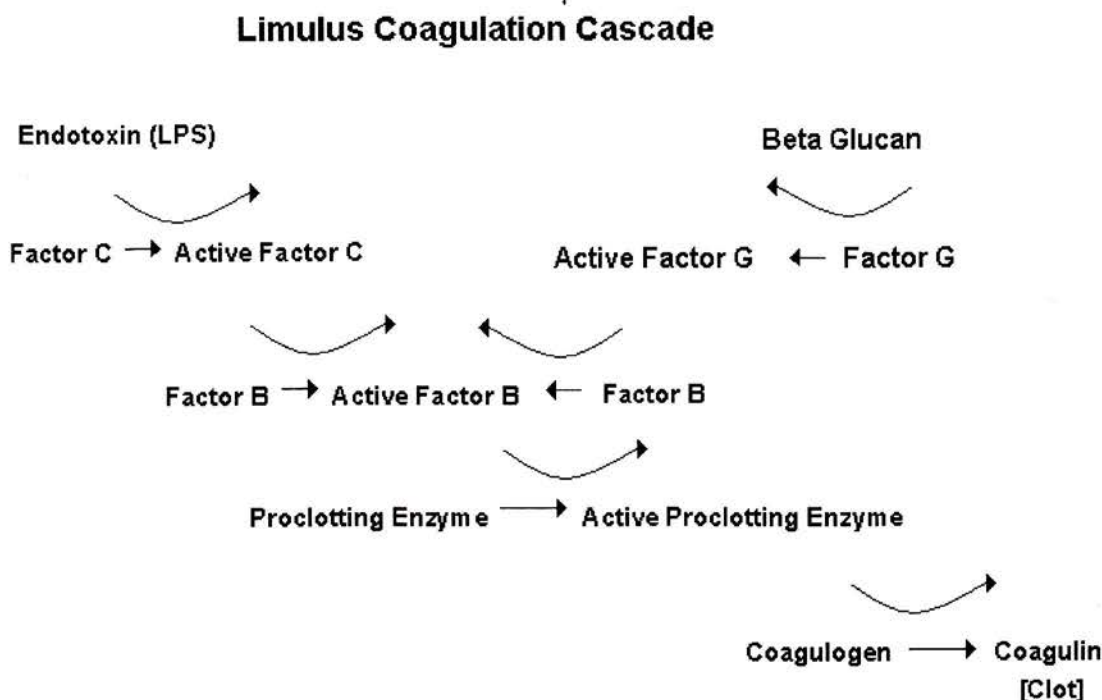 Limulus Coagulation Cascade
Endotoxin (LPS)
Beta Glucan
Factor C → Active Factor C
Active Factor G ← Factor G
Factor B → Active Factor B ← Factor B
Proclotting Enzyme → Active Proclotting Enzyme
Coagulogen → Coagulin
[Clot]